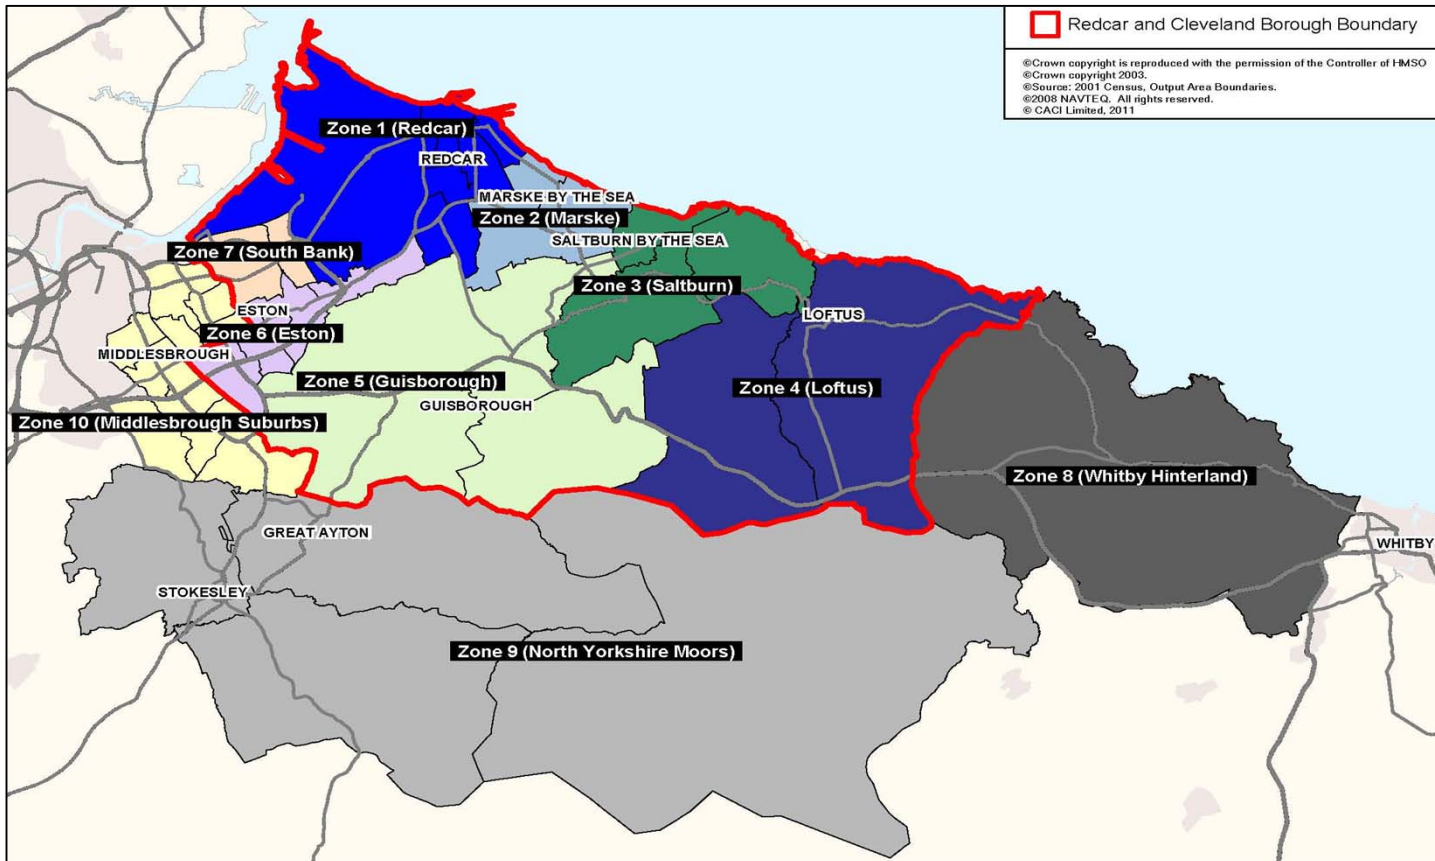 Redcar and Cleveland Borough Boundary
©Crown copyright is reproduced with the permission of the Controller of HMSO
©Crown copyright 2003.
©Source: 2001 Census, Output Area Boundaries.
©2008 NAVTEQ. All rights reserved.
© CACI Limited, 2011
Zone 1 (Redcar)
REDCAR
MARSKE BY THE SEA
Zone 2 (Marske)
SALTBURN BY THE SEA
Zone 7 (South Bank)
Zone 3 (Saltburn)
ESTON
LOFTUS
Zone 6 (Eston)
MIDDLESBROUGH
Zone 5 (Guisborough)
Zone 4 (Loftus)
GUISBOROUGH
Zone 10 (Middlesbrough Suburbs)
Zone 8 (Whitby Hinterland)
GREAT AYTON
WHITBY
STOKESLEY
Zone 9 (North Yorkshire Moors)